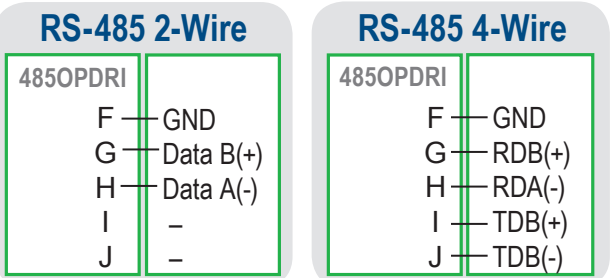 RS-485 2-Wire
485OPDRI
F GND
G Data B(+)
H Data A(-)
I –
J –
RS-485 4-Wire
485OPDRI
F GND
G RDB(+)
H RDA(-)
I TDB(+)
J TDB(-)